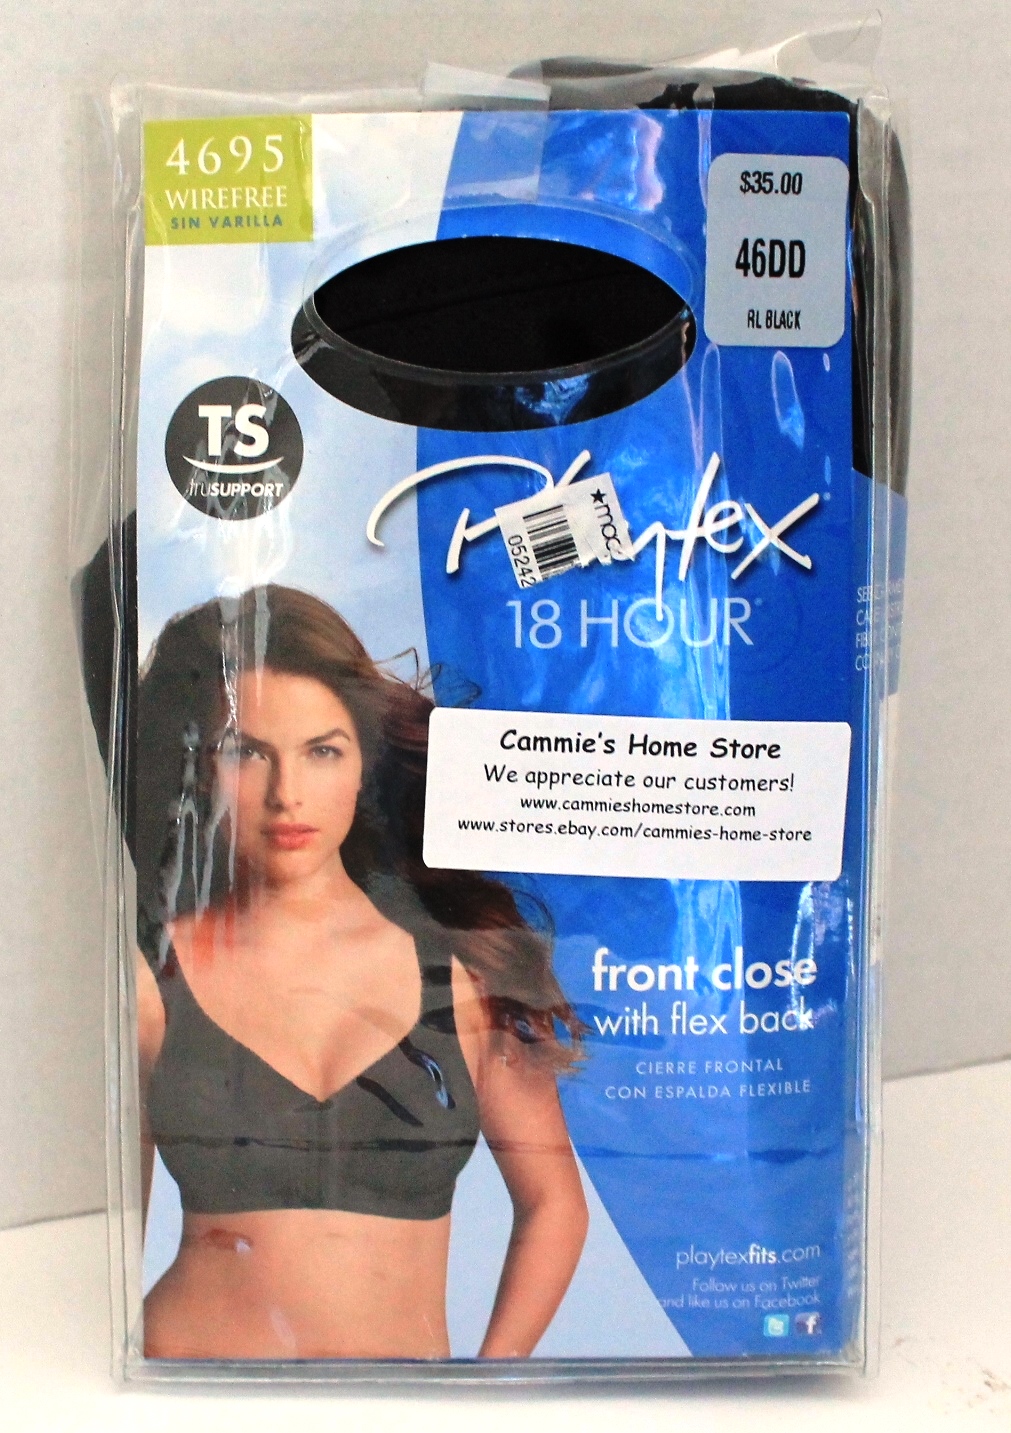 4695
WIREFREE
SIN VARILLA
$35.00
46DD
RL BLACK
TS
truSUPPORT
Playtex
05242
18 HOUR
Cammie's Home Store
We appreciate our customers!
www.cammieshomestore.com
www.stores.ebay.com/cammies-home-store
front close
with flex back
CIERRE FRONTAL
CON ESPALDA FLEXIBLE
playtexfits.com
Follow us on Twitter
and like us on Facebook